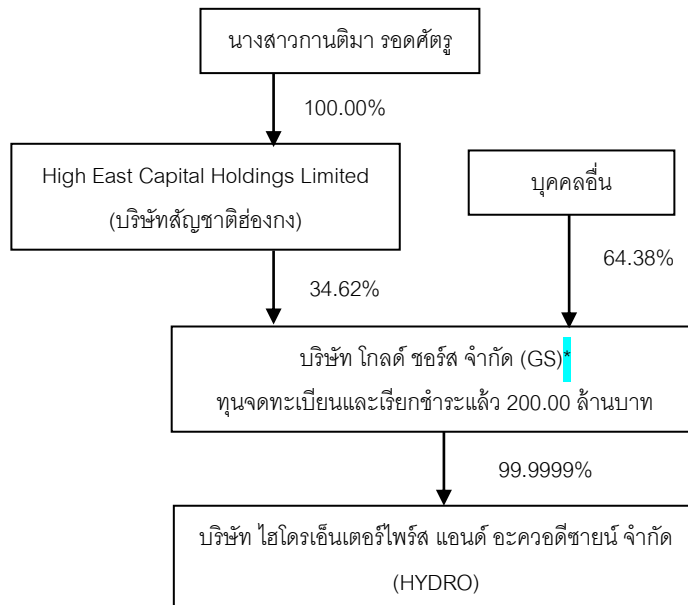 นางสาวกานติมา รอดศัตรู
100.00%
High East Capital Holdings Limited
(บริษัทสัญชาติฮ่องกง)
บุคคลอื่น
34.62%
64.38%
บริษัท โกลด์ ชอร์ส จำกัด (GS)*
ทุนจดทะเบียนและเรียกชำระแล้ว 200.00 ล้านบาท
99.9999%
บริษัท ไฮโดรเอ็นเตอร์ไพร์ส แอนด์ อะควอดีซายน์ จำกัด
(HYDRO)